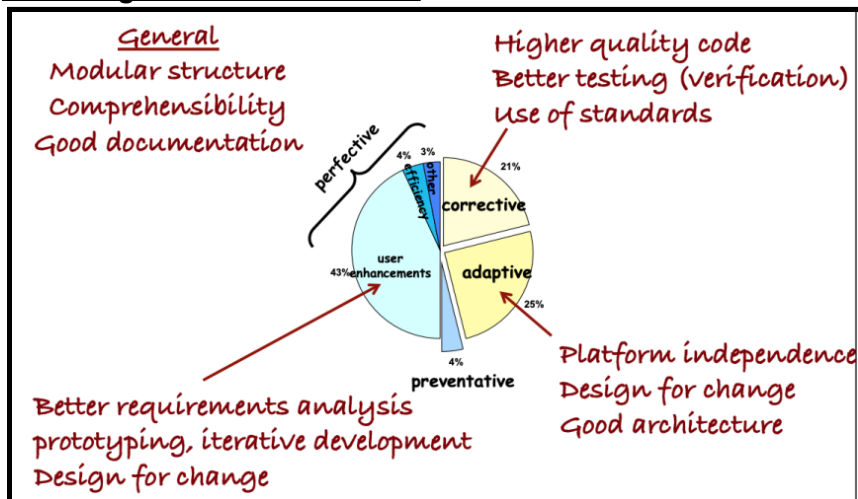 General
Modular structure
Comprehensibility
Good documentation
Higher quality code
Better testing (verification)
Use of standards
perfective
4%
3%
efficiency
other
21%
corrective
user
43%
enhancements
adaptive
25%
4%
preventative
Platform independence
Design for change
Good architecture
Better requirements analysis
prototyping, iterative development
Design for change